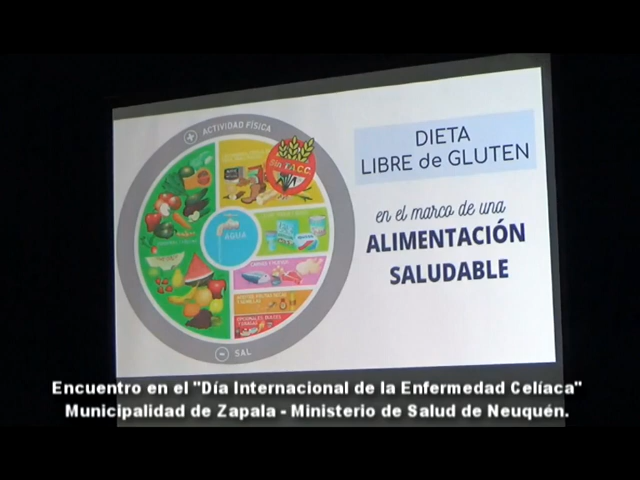 ACTIVIDAD FÍSICA
Sin T.A.C.C.
AGUA
SAL
DIETA
LIBRE de GLUTEN
en el marco de una
ALIMENTACIÓN
SALUDABLE
Encuentro en el "Día Internacional de la Enfermedad Celíaca"
Municipalidad de Zapala - Ministerio de Salud de Neuquén.